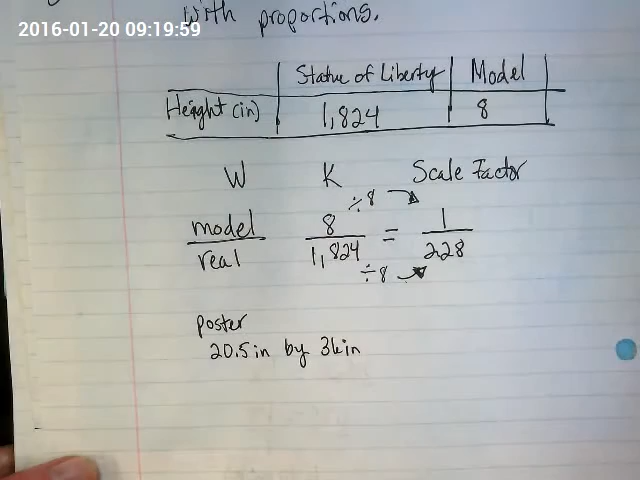 with proportions.
2016-01-20 09:19:59
Statue of Liberty Model
Height (in) 1,824 8
W K Scale Factor
÷8
model 8 = 1
real 1,824 228
÷8
poster
20.5 in by 36 in